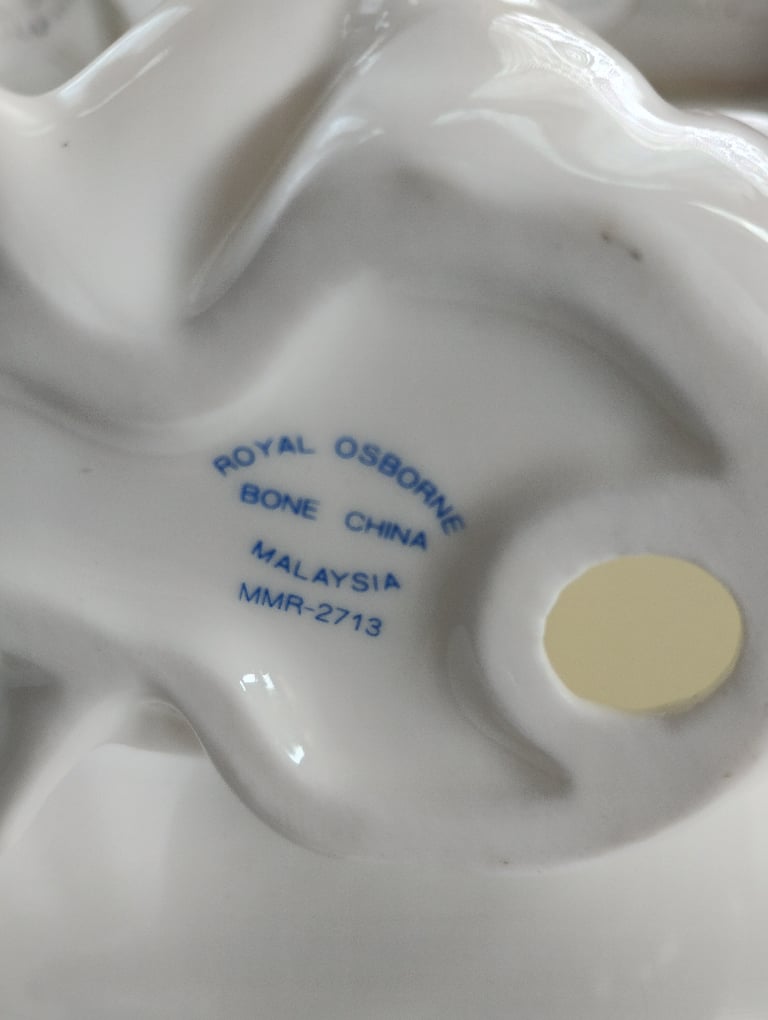 ROYAL OSBORNE
BONE CHINA
MALAYSIA
MMR-2713